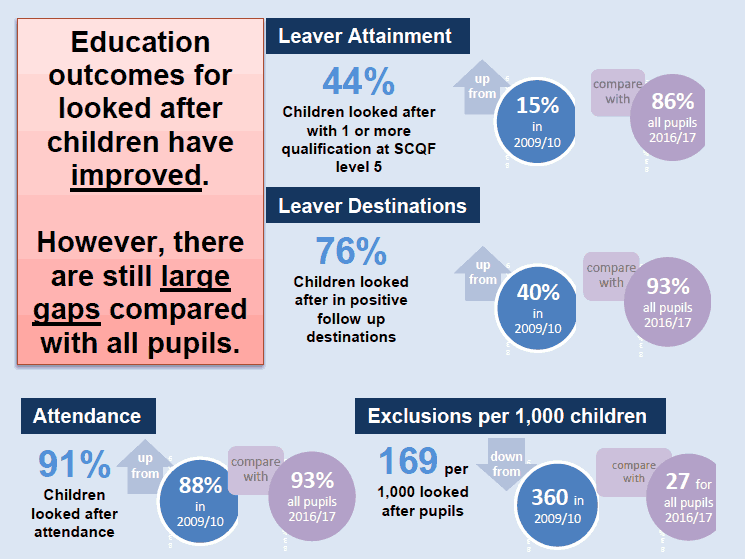 Education
outcomes for
looked after
children have
improved.
However, there
are still large
gaps compared
with all pupils.
Leaver Attainment
44%
Children looked after
with 1 or more
qualification at SCQF
level 5
up
from
15%
in
2009/10
compare
with
86%
all pupils
2016/17
Leaver Destinations
76%
Children looked
after in positive
follow up
destinations
up
from
40%
in
2009/10
compare
with
93%
all pupils
2016/17
Attendance
91%
Children
looked after
attendance
up
from
88%
in
2009/10
compare
with
93%
all pupils
2016/17
Exclusions per 1,000 children
169 per
1,000 looked
after pupils
down
from
360 in
2009/10
compare
with
27 for
all pupils
2016/17